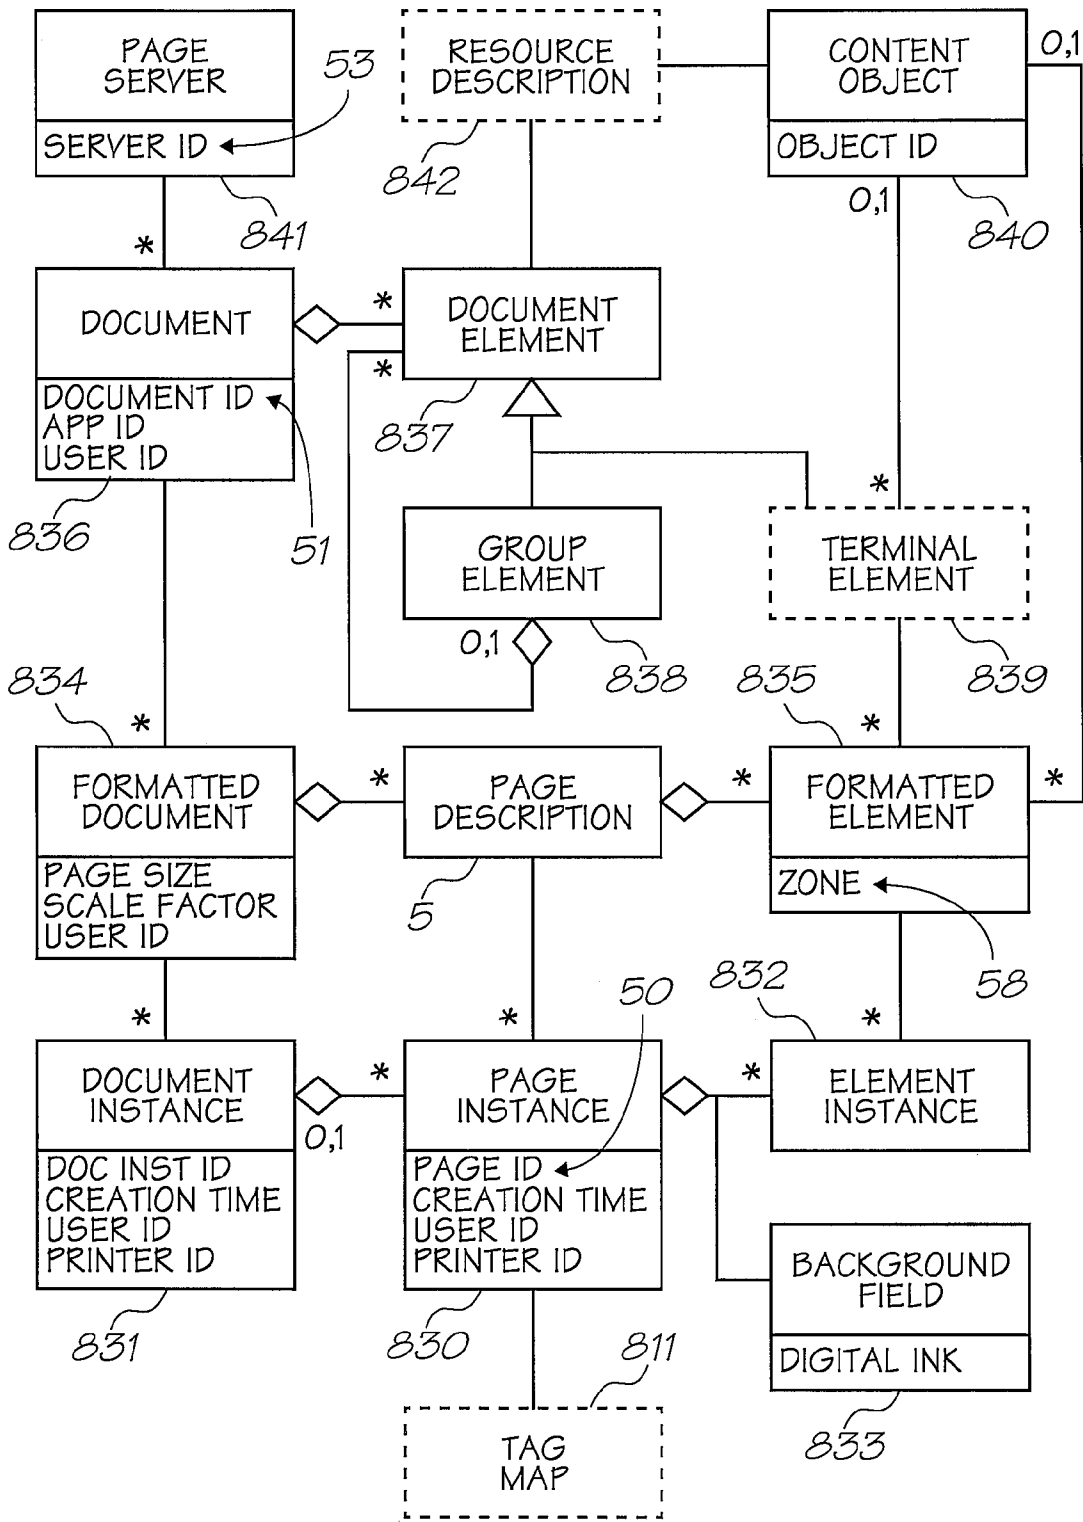 PAGE
SERVER
53
SERVER ID
841
*
RESOURCE
DESCRIPTION
842
CONTENT
OBJECT
0,1
OBJECT ID
0,1
840
DOCUMENT
*
DOCUMENT
ELEMENT
*
837
DOCUMENT ID
APP ID
USER ID
836
51
GROUP
ELEMENT
0,1
838
*
TERMINAL
ELEMENT
839
834
*
FORMATTED
DOCUMENT
*
PAGE
DESCRIPTION
5
*
835
*
FORMATTED
ELEMENT
*
ZONE
58
PAGE SIZE
SCALE FACTOR
USER ID
*
DOCUMENT
INSTANCE
0,1
*
DOC INST ID
CREATION TIME
USER ID
PRINTER ID
831
*
50
PAGE
INSTANCE
*
PAGE ID
CREATION TIME
USER ID
PRINTER ID
830
832
*
ELEMENT
INSTANCE
BACKGROUND
FIELD
DIGITAL INK
833
811
TAG
MAP